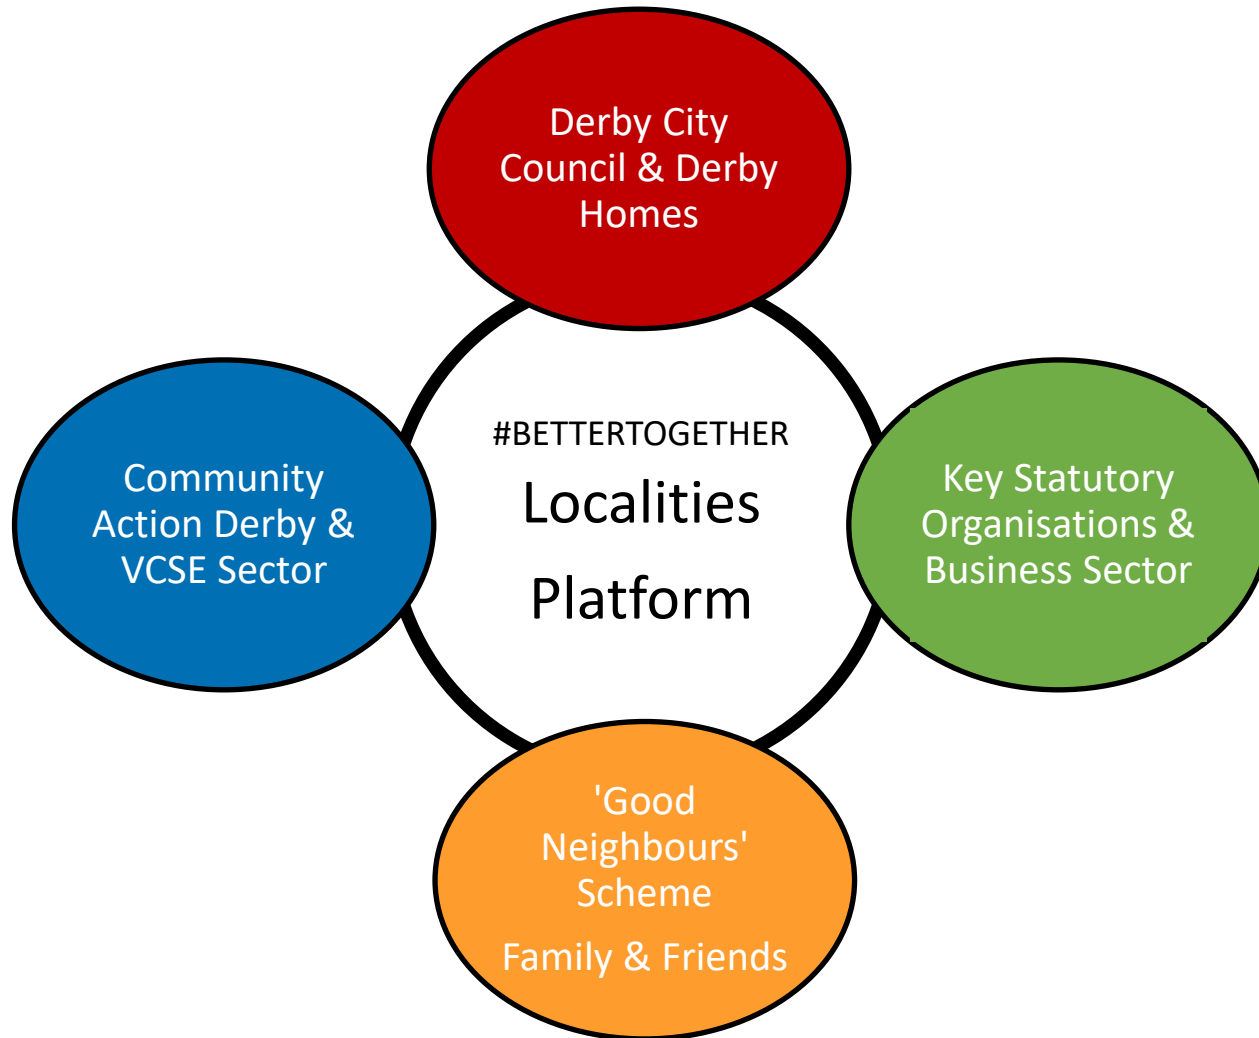 Derby City
Council & Derby
Homes
Community
Action Derby &
VCSE Sector
#BETTERTOGETHER
Localities
Platform
Key Statutory
Organisations &
Business Sector
'Good
Neighbours'
Scheme
Family & Friends